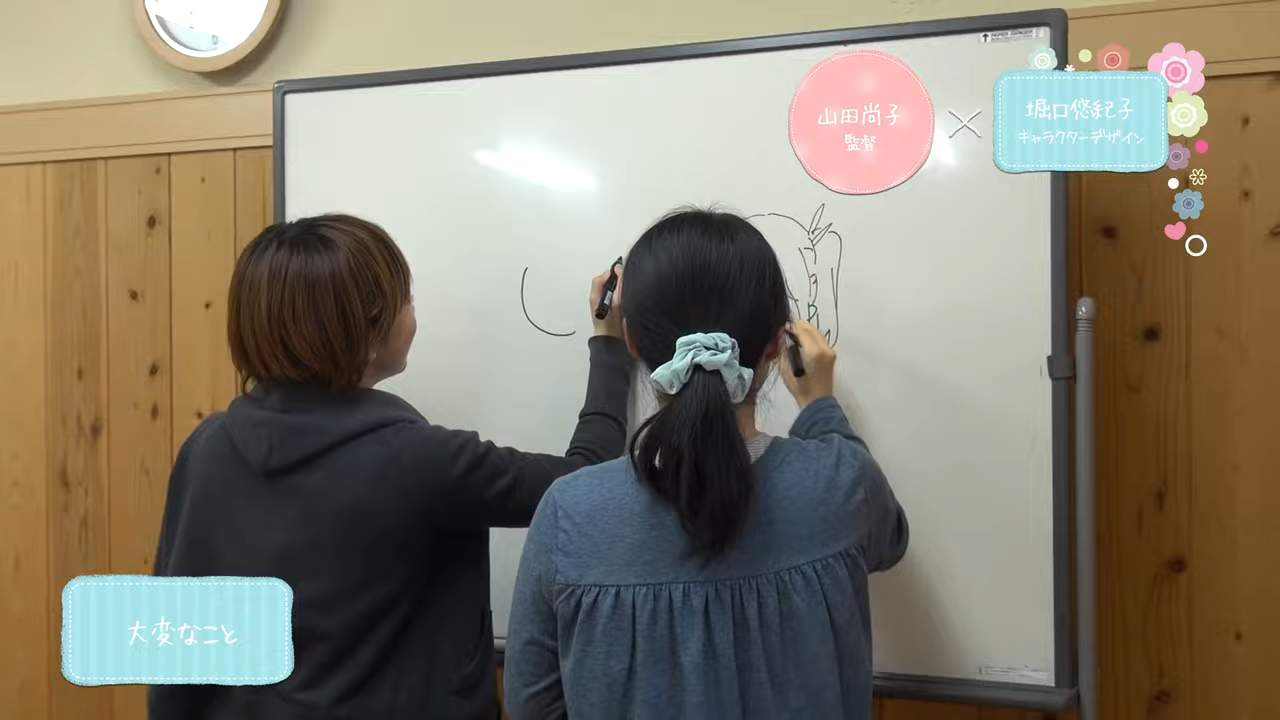 山田尚子
監督
堀口悠紀子
キャラクターデザイン
大変なこと